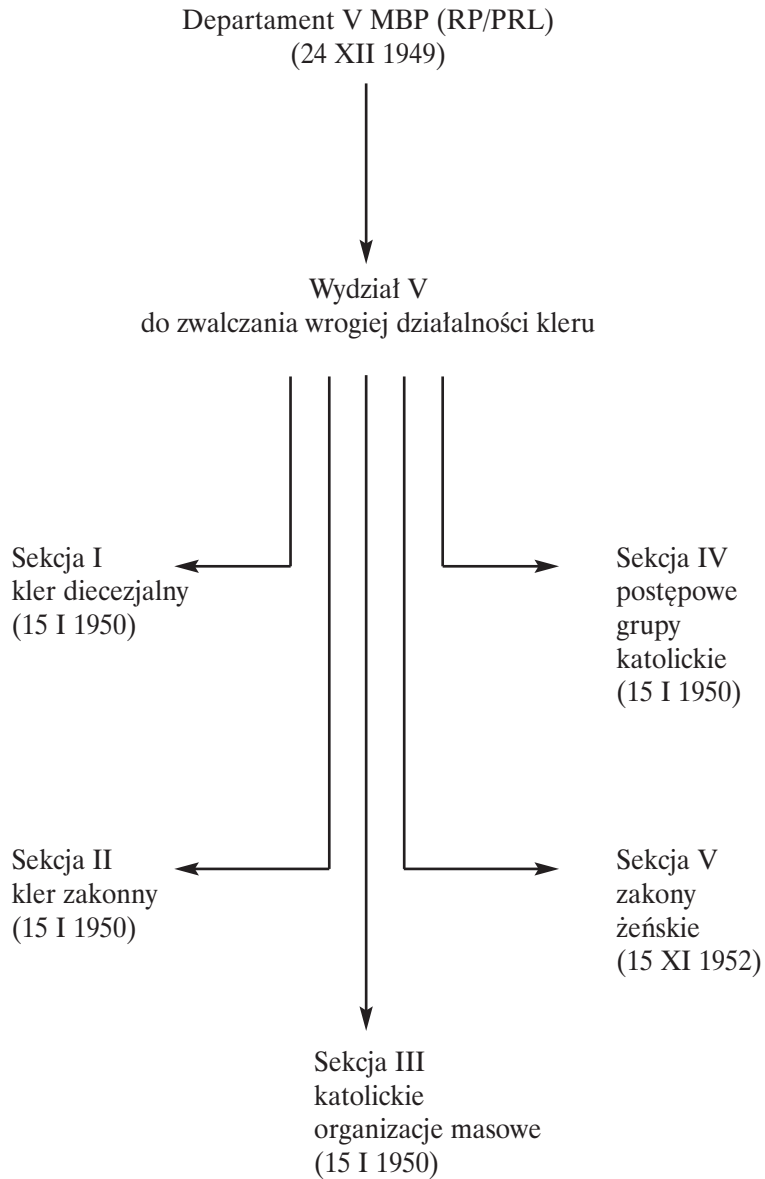 Departament V MBP (RP/PRL)
(24 XII 1949)
Wydział V
do zwalczania wrogiej działalności kleru
Sekcja I
kler diecezjalny
(15 I 1950)
Sekcja IV
postępowe
grupy
katolickie
(15 I 1950)
Sekcja II
kler zakonny
(15 I 1950)
Sekcja V
zakony
żeńskie
(15 XI 1952)
Sekcja III
katolickie
organizacje masowe
(15 I 1950)